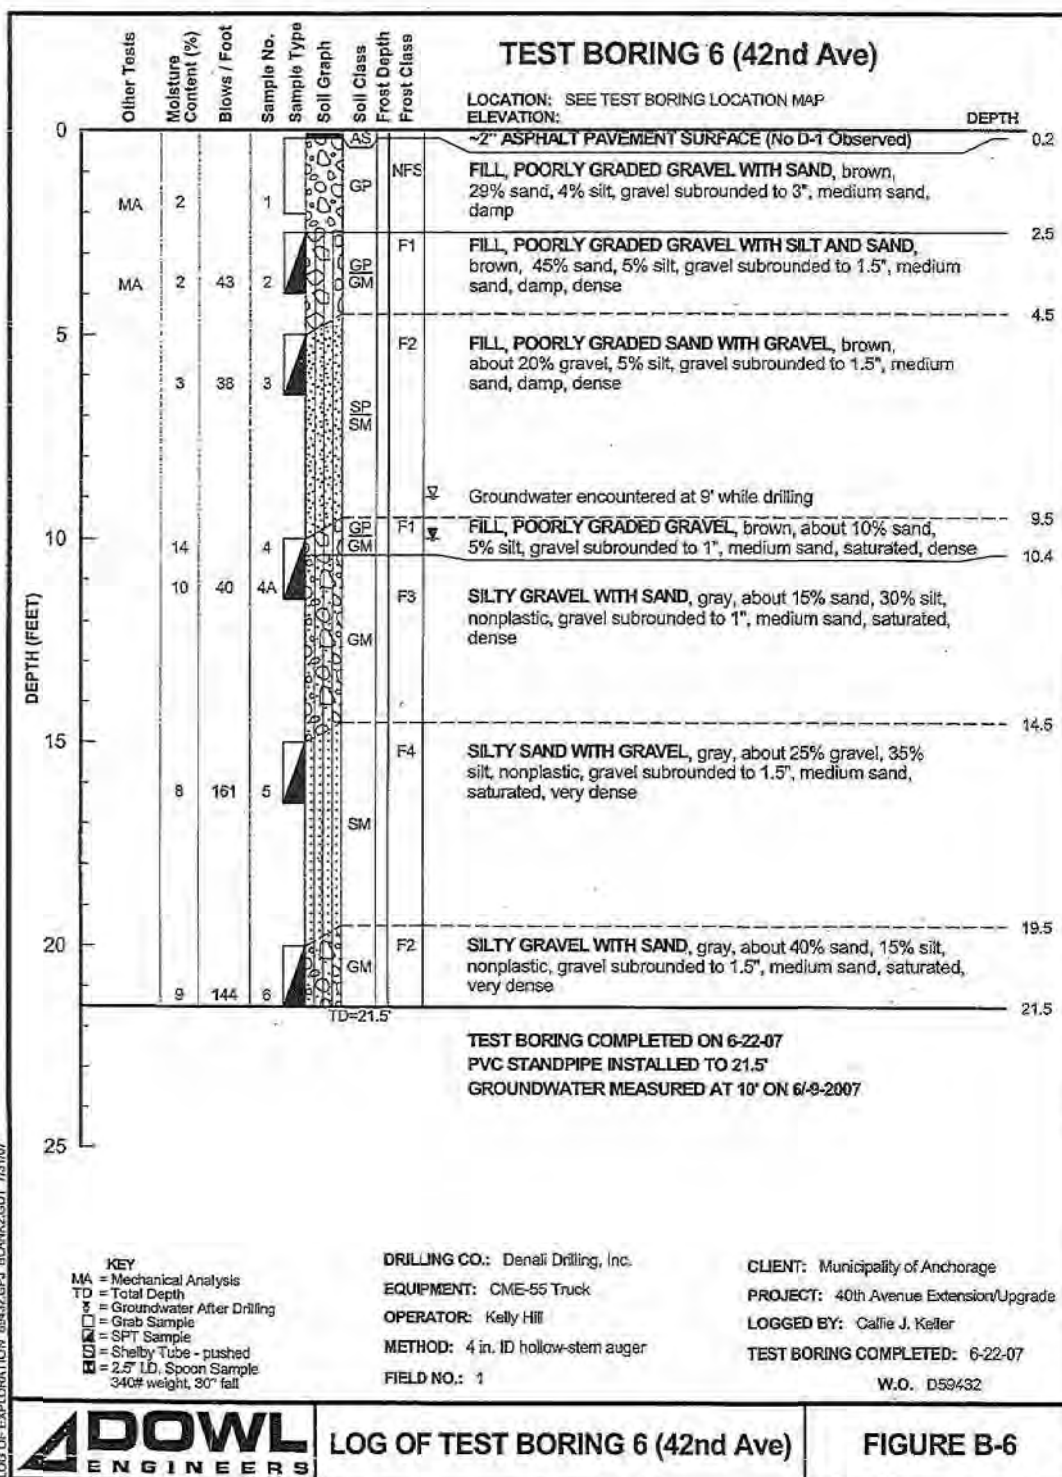 Other Tests
Moisture
Content (%)
Blows / Foot
Sample No.
Sample Type
Soil Graph
Soil Class
Frost Depth
Frost Class
TEST BORING 6 (42nd Ave)
LOCATION: SEE TEST BORING LOCATION MAP
ELEVATION:
DEPTH
0
AS
~2" ASPHALT PAVEMENT SURFACE (No D-1 Observed)
0.2
NFS
FILL, POORLY GRADED GRAVEL WITH SAND, brown,
GP
29% sand, 4% silt, gravel subrounded to 3", medium sand,
MA 2 1
damp
2.5
F1
FILL, POORLY GRADED GRAVEL WITH SILT AND SAND,
GP
GM
brown, 45% sand, 5% silt, gravel subrounded to 1.5", medium
MA 2 43 2
sand, damp, dense
4.5
5
F2
FILL, POORLY GRADED SAND WITH GRAVEL, brown,
about 20% gravel, 5% silt, gravel subrounded to 1.5", medium
3 38 3
sand, damp, dense
SP
SM
Groundwater encountered at 9' while drilling
9.5
GP
GM
F1
FILL, POORLY GRADED GRAVEL, brown, about 10% sand,
10
14 4
5% silt, gravel subrounded to 1", medium sand, saturated, dense
10.4
10 40 4A
F3
SILTY GRAVEL WITH SAND, gray, about 15% sand, 30% silt,
nonplastic, gravel subrounded to 1", medium sand, saturated,
GM
dense
DEPTH (FEET)
14.5
15
F4
SILTY SAND WITH GRAVEL, gray, about 25% gravel, 35%
silt, nonplastic, gravel subrounded to 1.5", medium sand,
8 161 5
saturated, very dense
SM
19.5
20
F2
SILTY GRAVEL WITH SAND, gray, about 40% sand, 15% silt,
GM
nonplastic, gravel subrounded to 1.5", medium sand, saturated,
9 144 6
very dense
21.5
TD=21.5'
TEST BORING COMPLETED ON 6-22-07
PVC STANDPIPE INSTALLED TO 21.5'
GROUNDWATER MEASURED AT 10' ON 6/-9-2007
25
KEY
MA = Mechanical Analysis
TD = Total Depth
= Groundwater After Drilling
= Grab Sample
= SPT Sample
= Shelby Tube - pushed
= 2.5" I.D. Spoon Sample
340# weight, 30" fall
DRILLING CO.: Denali Drilling, Inc.
EQUIPMENT: CME-55 Truck
OPERATOR: Kelly Hill
METHOD: 4 in. ID hollow-stem auger
FIELD NO.: 1
CLIENT: Municipality of Anchorage
PROJECT: 40th Avenue Extension/Upgrade
LOGGED BY: Callie J. Keller
TEST BORING COMPLETED: 6-22-07
W.O. D59432
DOWL
ENGINEERS
LOG OF TEST BORING 6 (42nd Ave)
FIGURE B-6
LOG OF EXPLORATION